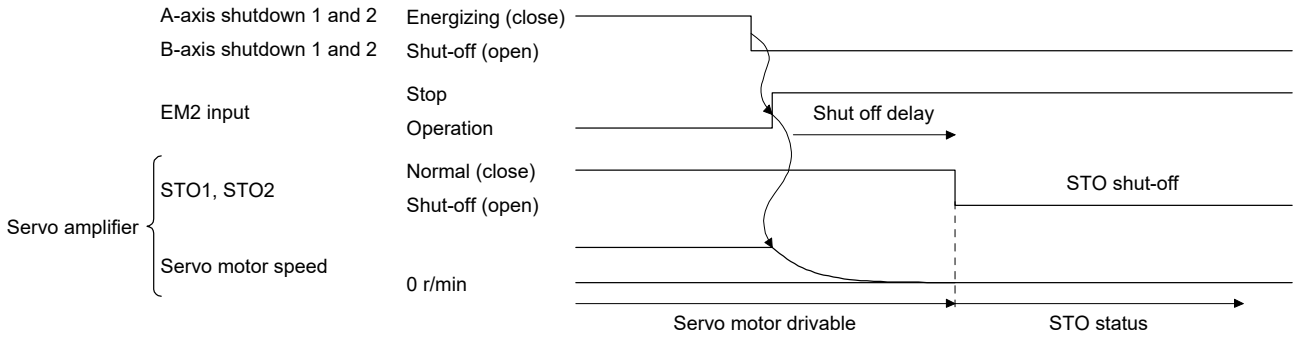 A-axis shutdown 1 and 2
Energizing (close)
B-axis shutdown 1 and 2
Shut-off (open)
Stop
EM2 input
Shut off delay
Operation
Normal (close)
STO1, STO2
STO shut-off
Shut-off (open)
Servo amplifier
Servo motor speed
0 r/min
Servo motor drivable
STO status